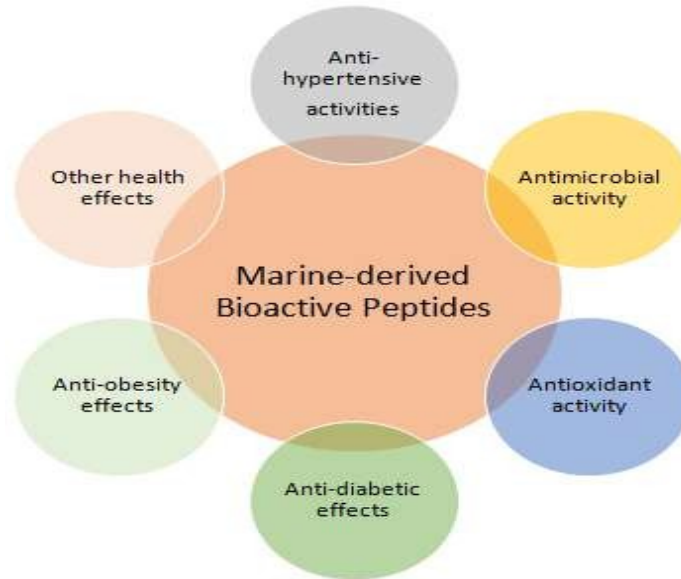 Anti-
hypertensive
activities
Other health
effects
Antimicrobial
activity
Marine-derived
Bioactive Peptides
Anti-obesity
effects
Antioxidant
activity
Anti-diabetic
effects